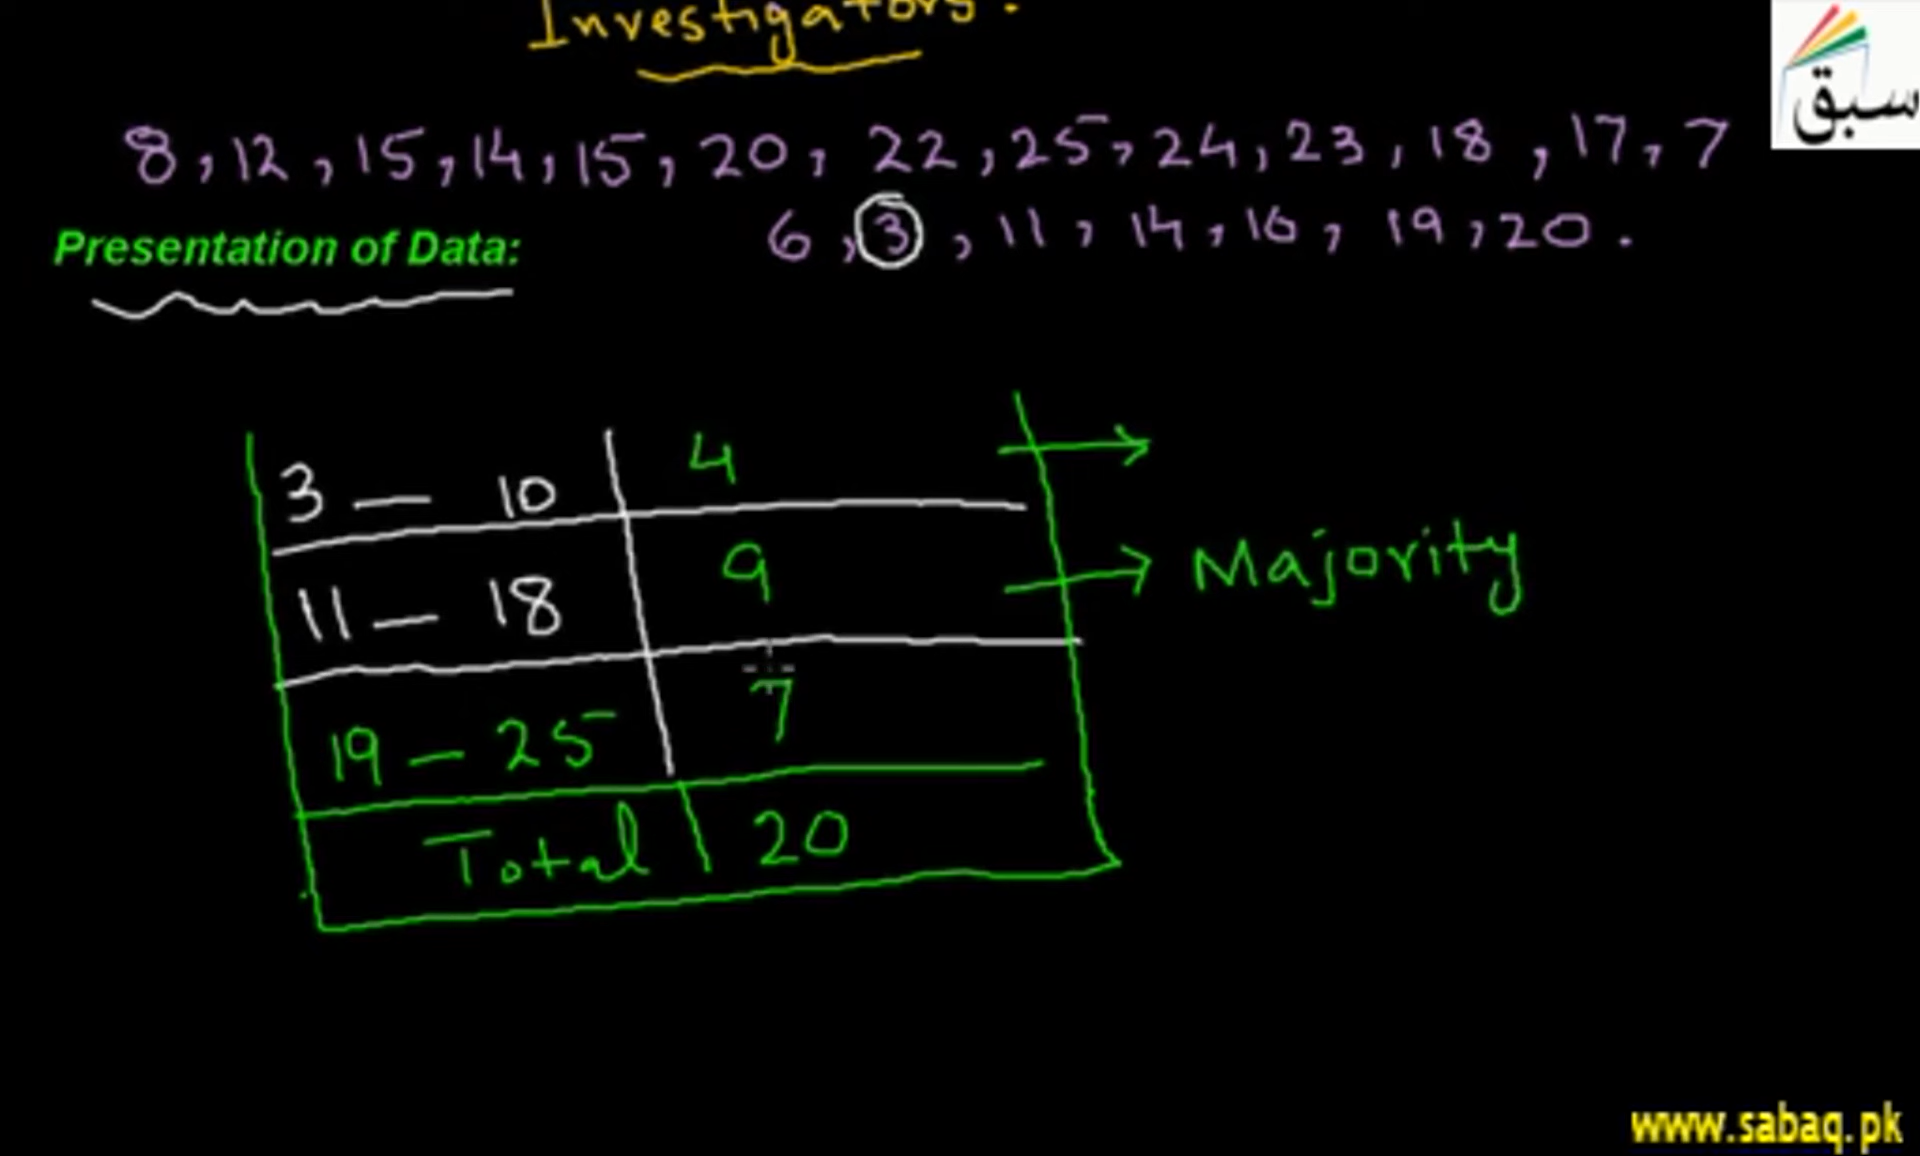 Investigators.
سبق
8, 12, 15, 14, 15, 20, 22, 25, 24, 23, 18, 17, 7
6, 3, 11, 14, 16, 19, 20.
Presentation of Data:
3 — 10 4
11 — 18 9 → Majority
19 — 25 7
Total 20
www.sabaq.pk